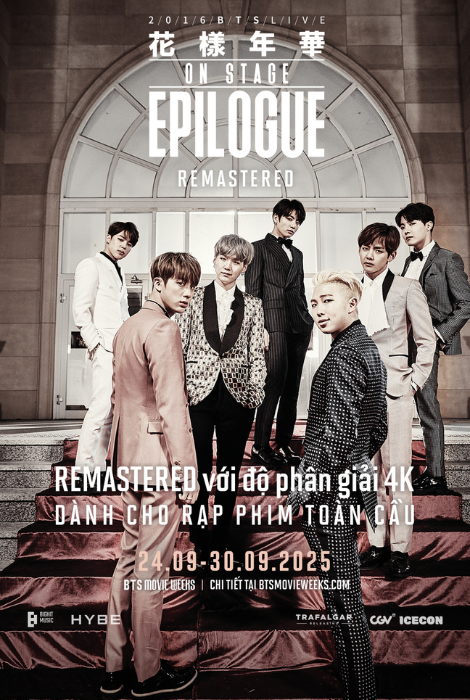 2/0/1/6/B/T/S/L/I/V/E
花樣年華
ON STAGE
EPILOGUE
REMASTERED
REMASTERED với độ phân giải 4K
DÀNH CHO RẠP PHIM TOÀN CẦU
24.09-30.09.2025
BTS MOVIE WEEKS | CHI TIẾT TẠI BTSMOVIEWEEKS.COM
BIGHIT MUSIC HYBE TRAFALGAR RELEASING CGV ICECON